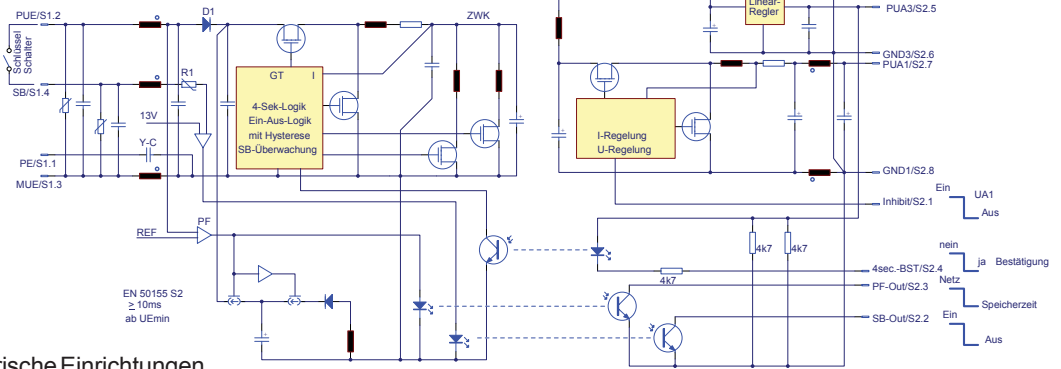 PUE/S1.2
D1
ZWK
Linear-
Regler
PUA3/S2.5
Schlüssel
Schalter
GND3/S2.6
PUA1/S2.7
GT
I
R1
SB/S1.4
4-Sek-Logik
Ein-Aus-Logik
mit Hysterese
SB-Überwachung
13V
I-Regelung
U-Regelung
Y-C
PE/S1.1
MUE/S1.3
GND1/S2.8
Ein
UA1
Inhibit/S2.1
Aus
PF
REF
4k7
4k7
nein
ja Bestätigung
4sec.-BST/S2.4
4k7
PF-Out/S2.3
Netz
Speicherzeit
EN 50155 S2
≥ 10ms
ab UEmin
SB-Out/S2.2
Ein
Aus
rische Einrichtungen